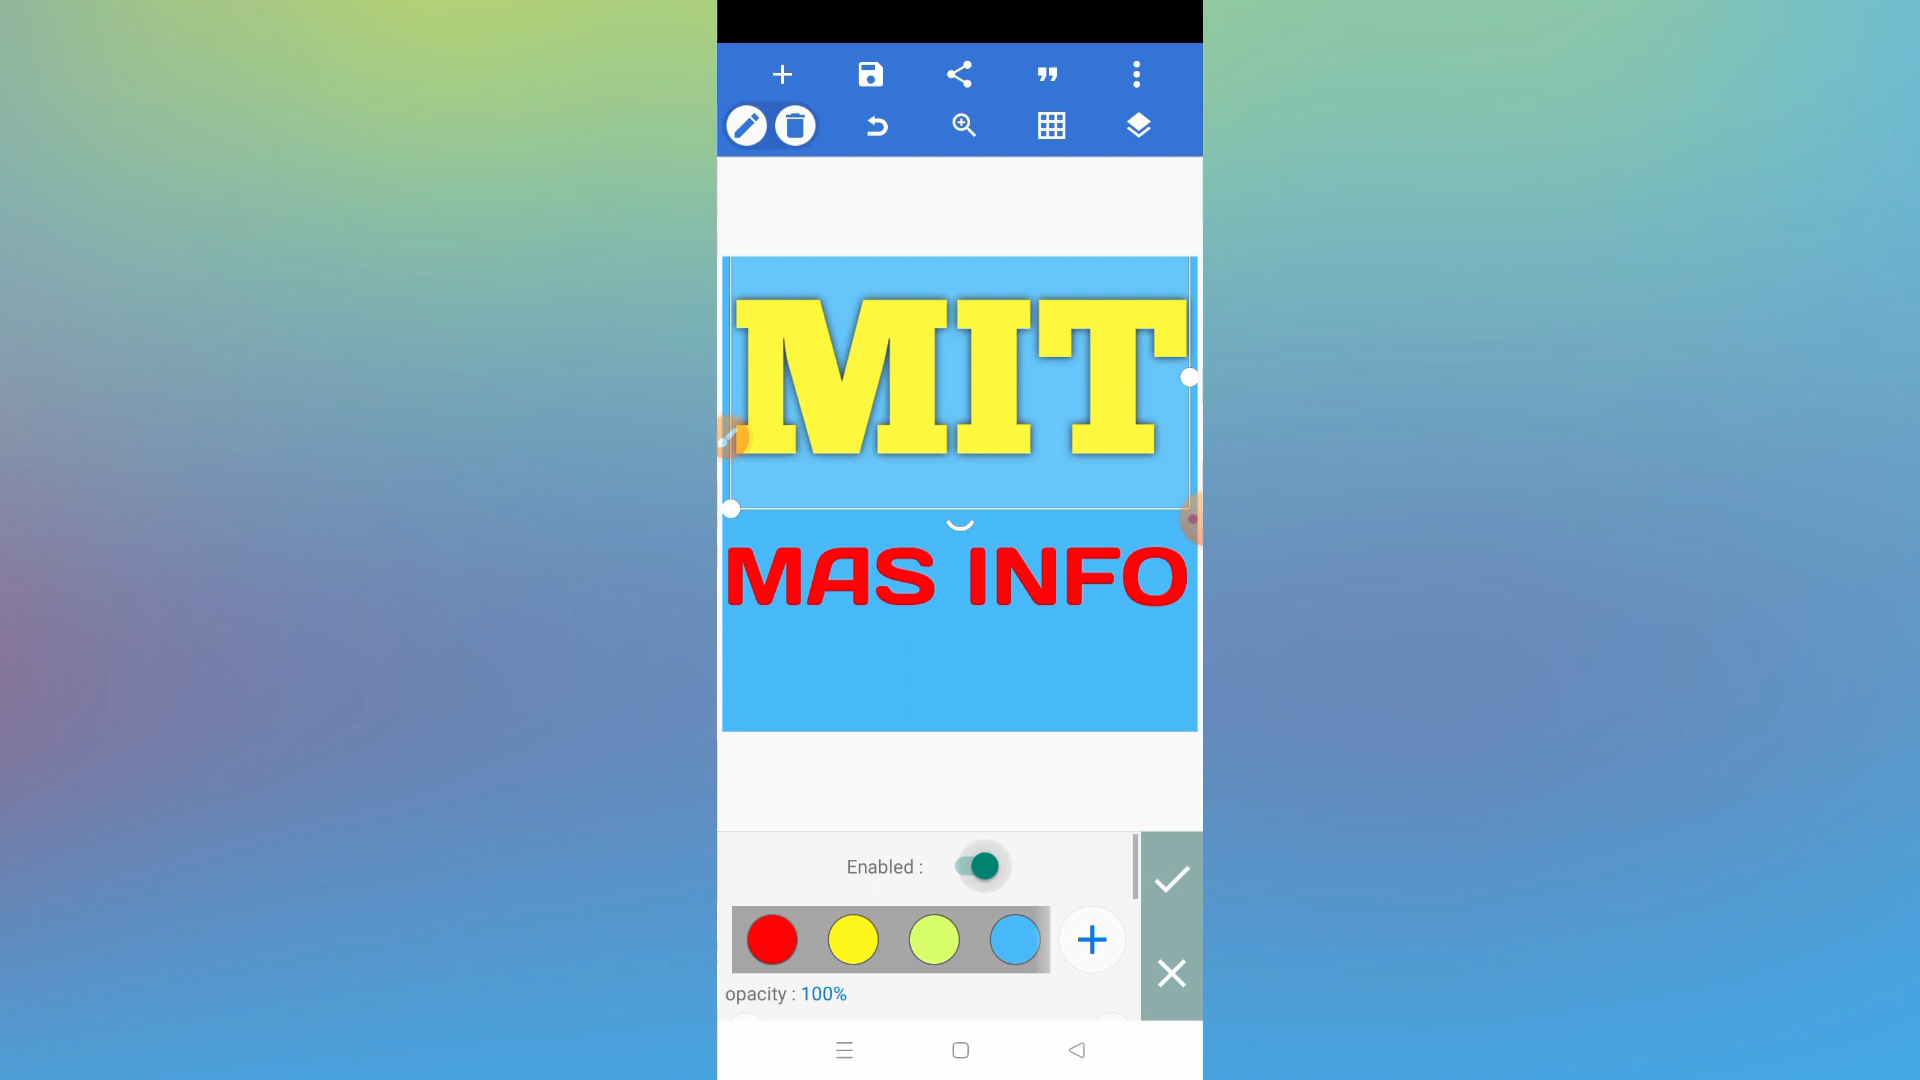 MIT
MAS INFO
Enabled :
opacity : 100%